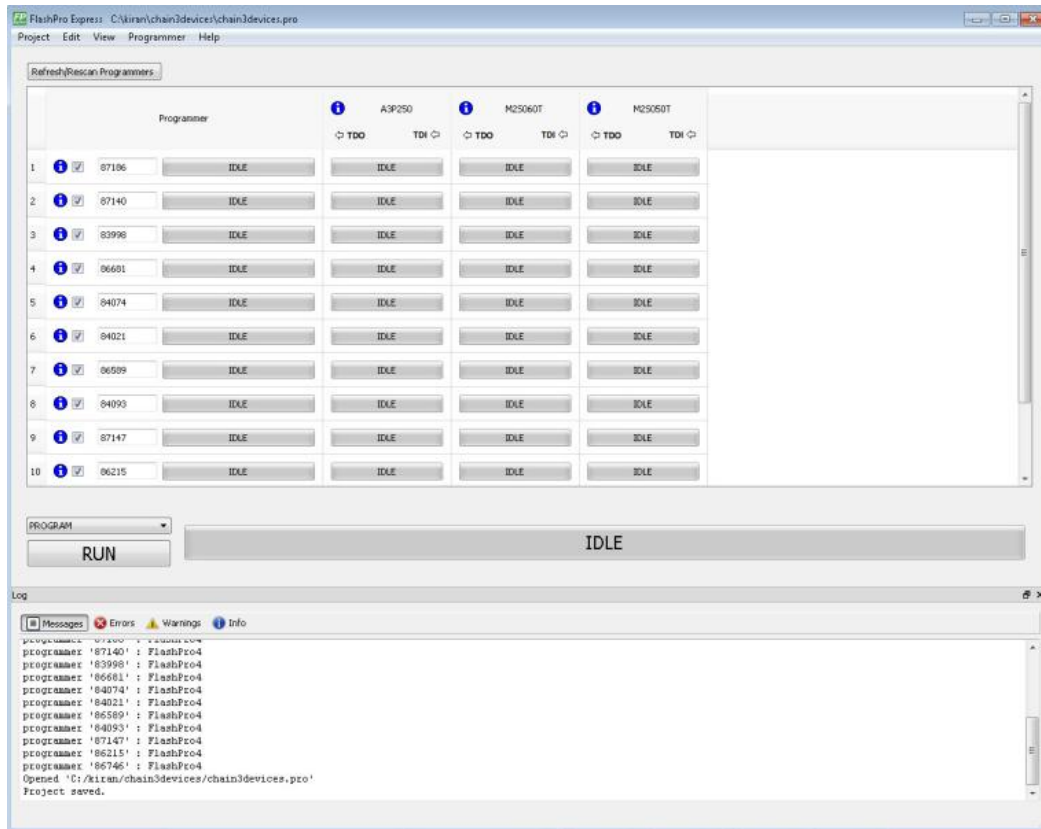 FlashPro Express C:\kiran\chain3devices\chain3devices.pro
Project Edit View Programmer Help
Refresh/Rescan Programmers
Programmer A3P250 M2S060T M2S050T
TDO TDI TDO TDI TDO TDI
1 87186 IDLE IDLE IDLE IDLE
2 87140 IDLE IDLE IDLE IDLE
3 83998 IDLE IDLE IDLE IDLE
4 86681 IDLE IDLE IDLE IDLE
5 84074 IDLE IDLE IDLE IDLE
6 84021 IDLE IDLE IDLE IDLE
7 86589 IDLE IDLE IDLE IDLE
8 84093 IDLE IDLE IDLE IDLE
9 87147 IDLE IDLE IDLE IDLE
10 86215 IDLE IDLE IDLE IDLE
PROGRAM
RUN IDLE
Log
Messages Errors Warnings Info
programmer '87186' : FlashPro4
programmer '87140' : FlashPro4
programmer '83998' : FlashPro4
programmer '86681' : FlashPro4
programmer '84074' : FlashPro4
programmer '84021' : FlashPro4
programmer '86589' : FlashPro4
programmer '84093' : FlashPro4
programmer '87147' : FlashPro4
programmer '86215' : FlashPro4
programmer '86746' : FlashPro4
Opened 'C:/kiran/chain3devices/chain3devices.pro'
Project saved.